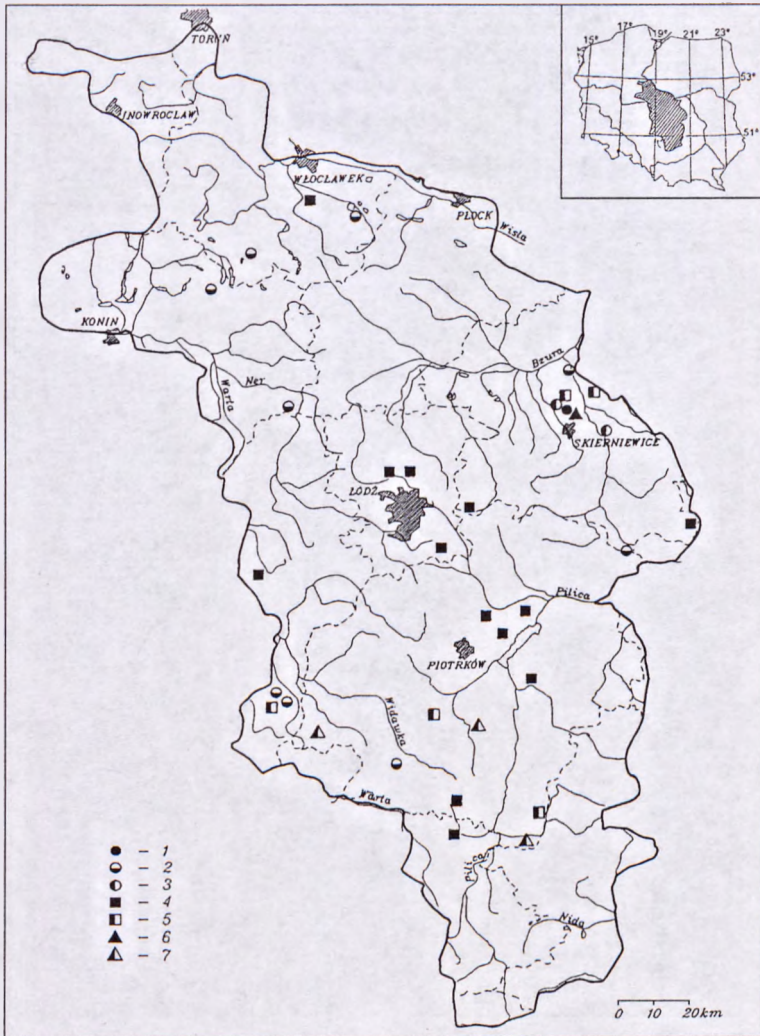 TORUŃ
15° 17° 19° 21° 23°
53°
51°
INOWROCŁAW
WŁOCŁAWEK
PŁOCK
Wisła
KONIN
Bzura
Warta
Ner
SKIERNIEWICE
ŁÓDŹ
Pilica
PIOTRKÓW
Widawka
Warta
Pilica
Nida
- 1
- 2
- 3
- 4
- 5
- 6
- 7
0 10 20km